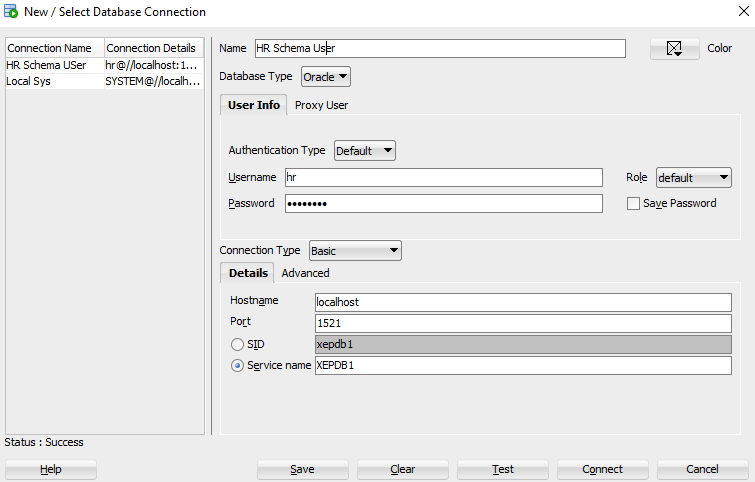 New / Select Database Connection
Connection Name Connection Details
HR Schema USer hr@//localhost:1...
Local Sys SYSTEM@//localh...
Name HR Schema User Color
Database Type Oracle
User Info Proxy User
Authentication Type Default
Username hr Role default
Password •••••••• Save Password
Connection Type Basic
Details Advanced
Hostname localhost
Port 1521
SID xepdb1
Service name XEPDB1
Status : Success
Help Save Clear Test Connect Cancel